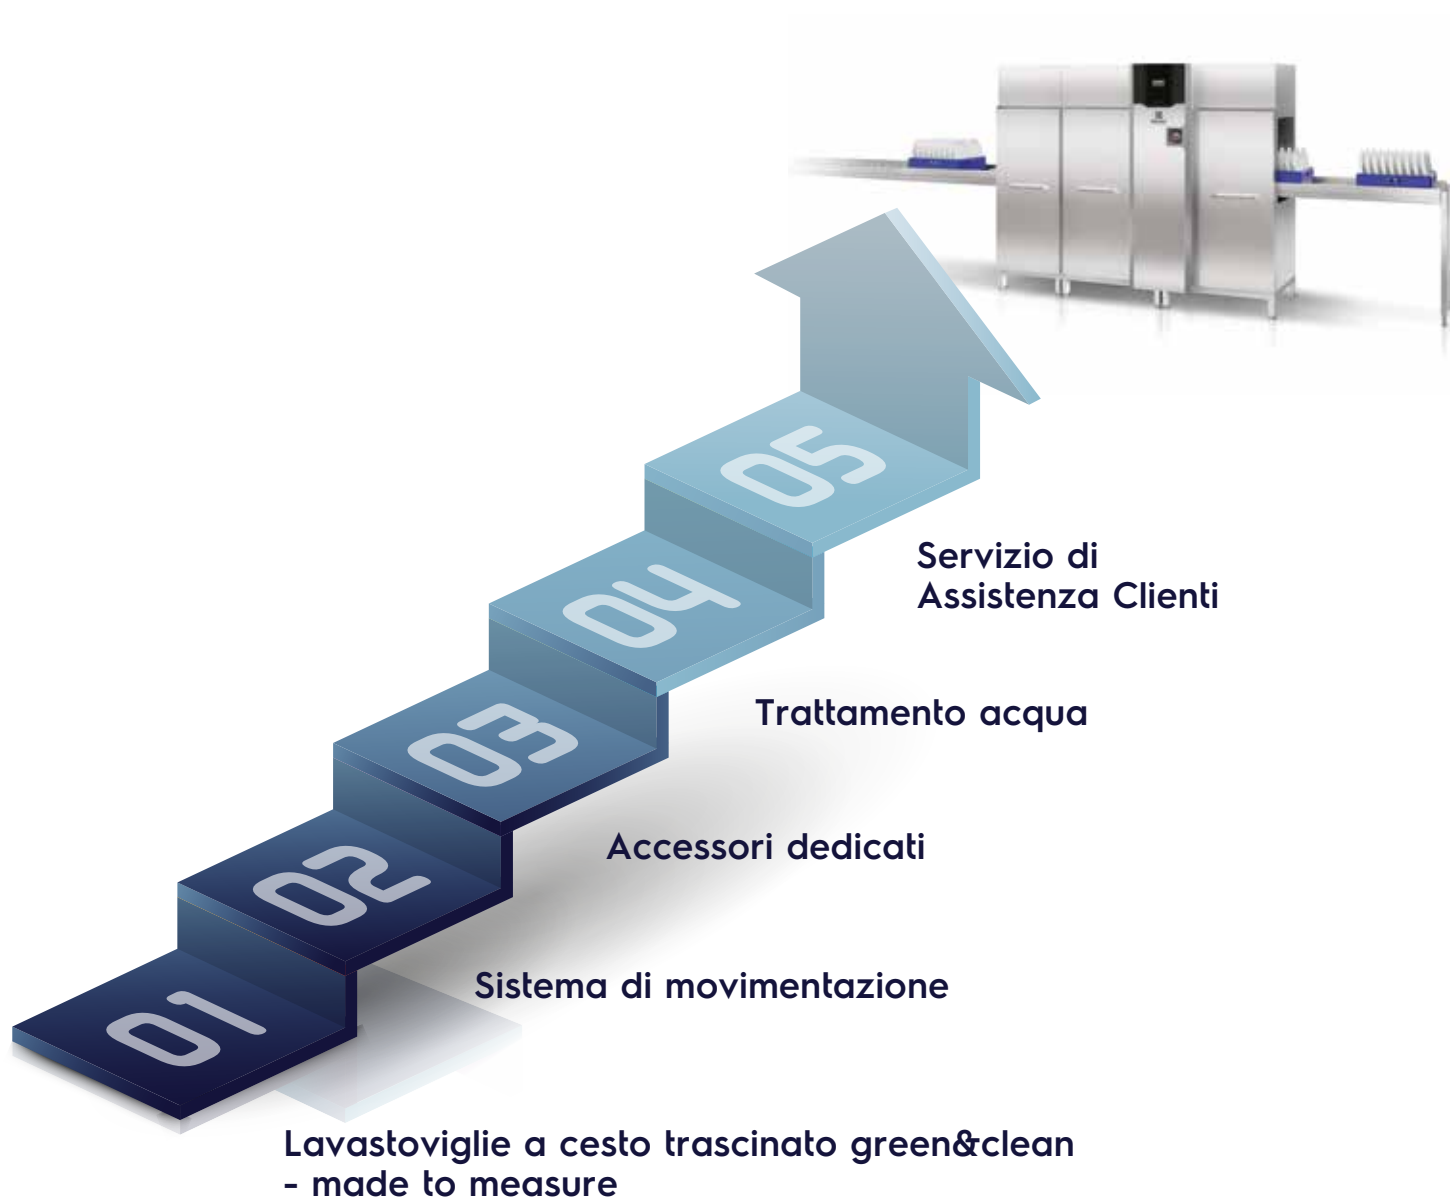 05
Servizio di
Assistenza Clienti
04
Trattamento acqua
03
Accessori dedicati
02
Sistema di movimentazione
01
Lavastoviglie a cesto trascinato green&clean
- made to measure